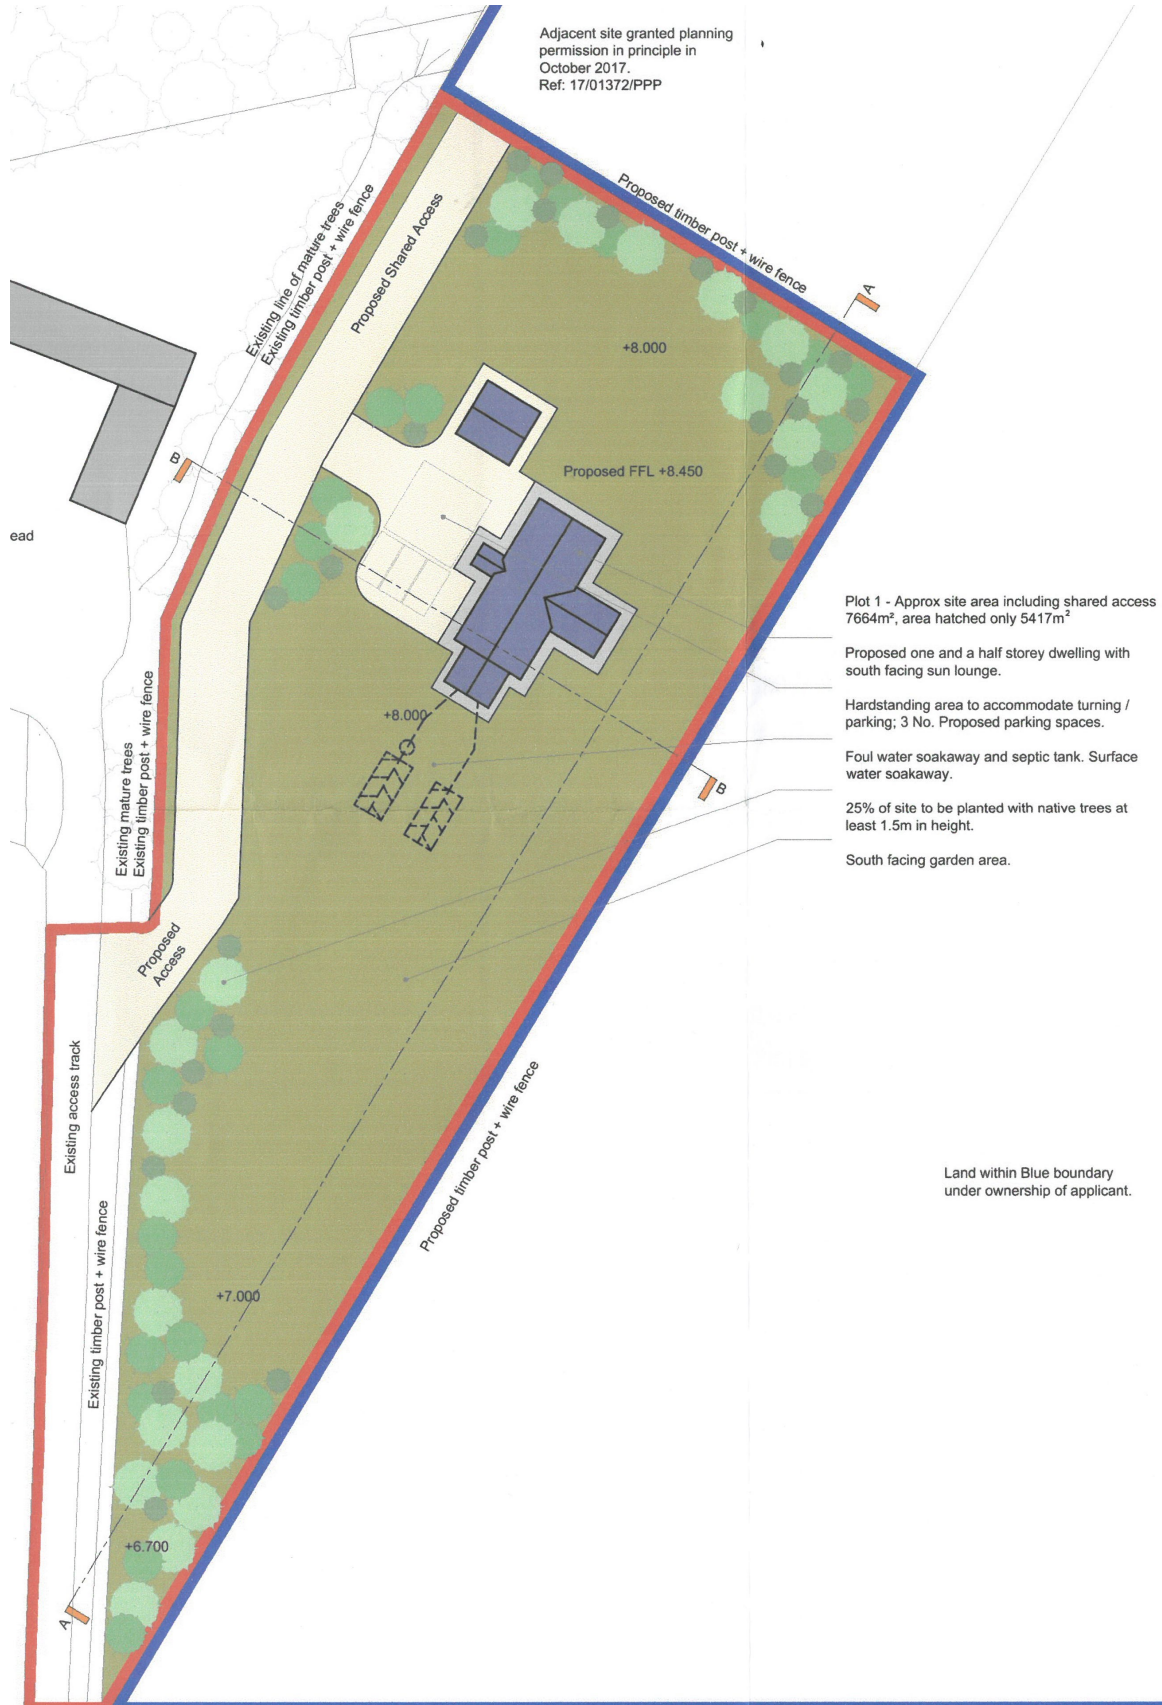 Adjacent site granted planning
permission in principle in
October 2017.
Ref: 17/01372/PPP
Proposed timber post + wire fence
Existing line of mature trees
Existing timber post + wire fence
Proposed Shared Access
A
+8.000
B
Proposed FFL +8.450
ead
Plot 1 - Approx site area including shared access
7664m², area hatched only 5417m²
Proposed one and a half storey dwelling with
south facing sun lounge.
Hardstanding area to accommodate turning /
parking; 3 No. Proposed parking spaces.
Foul water soakaway and septic tank. Surface
water soakaway.
25% of site to be planted with native trees at
least 1.5m in height.
South facing garden area.
+8.000
B
Existing mature trees
Existing timber post + wire fence
Proposed
Access
Existing access track
Proposed timber post + wire fence
Land within Blue boundary
under ownership of applicant.
Existing timber post + wire fence
+7.000
+6.700
A